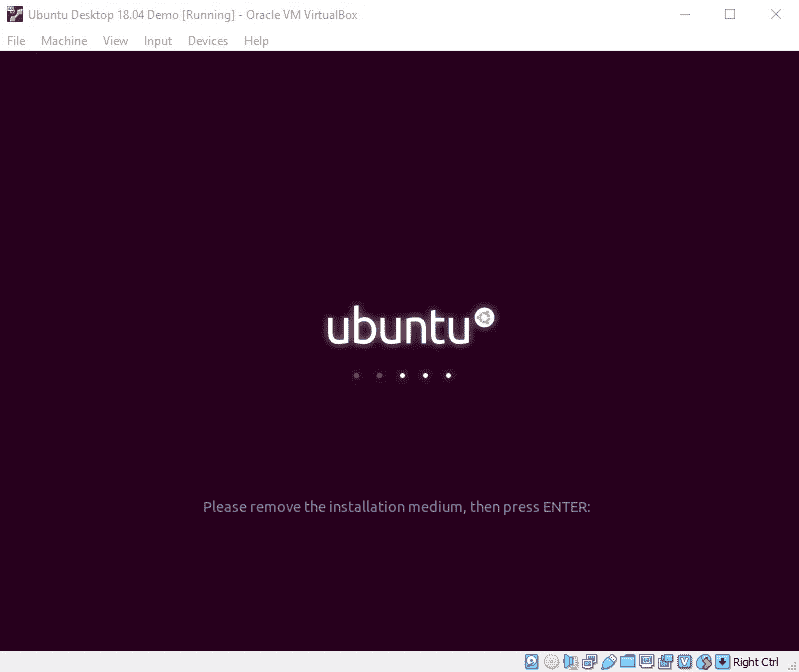 Ubuntu Desktop 18.04 Demo [Running] - Oracle VM VirtualBox
File Machine View Input Devices Help
ubuntu
Please remove the installation medium, then press ENTER:
Right Ctrl